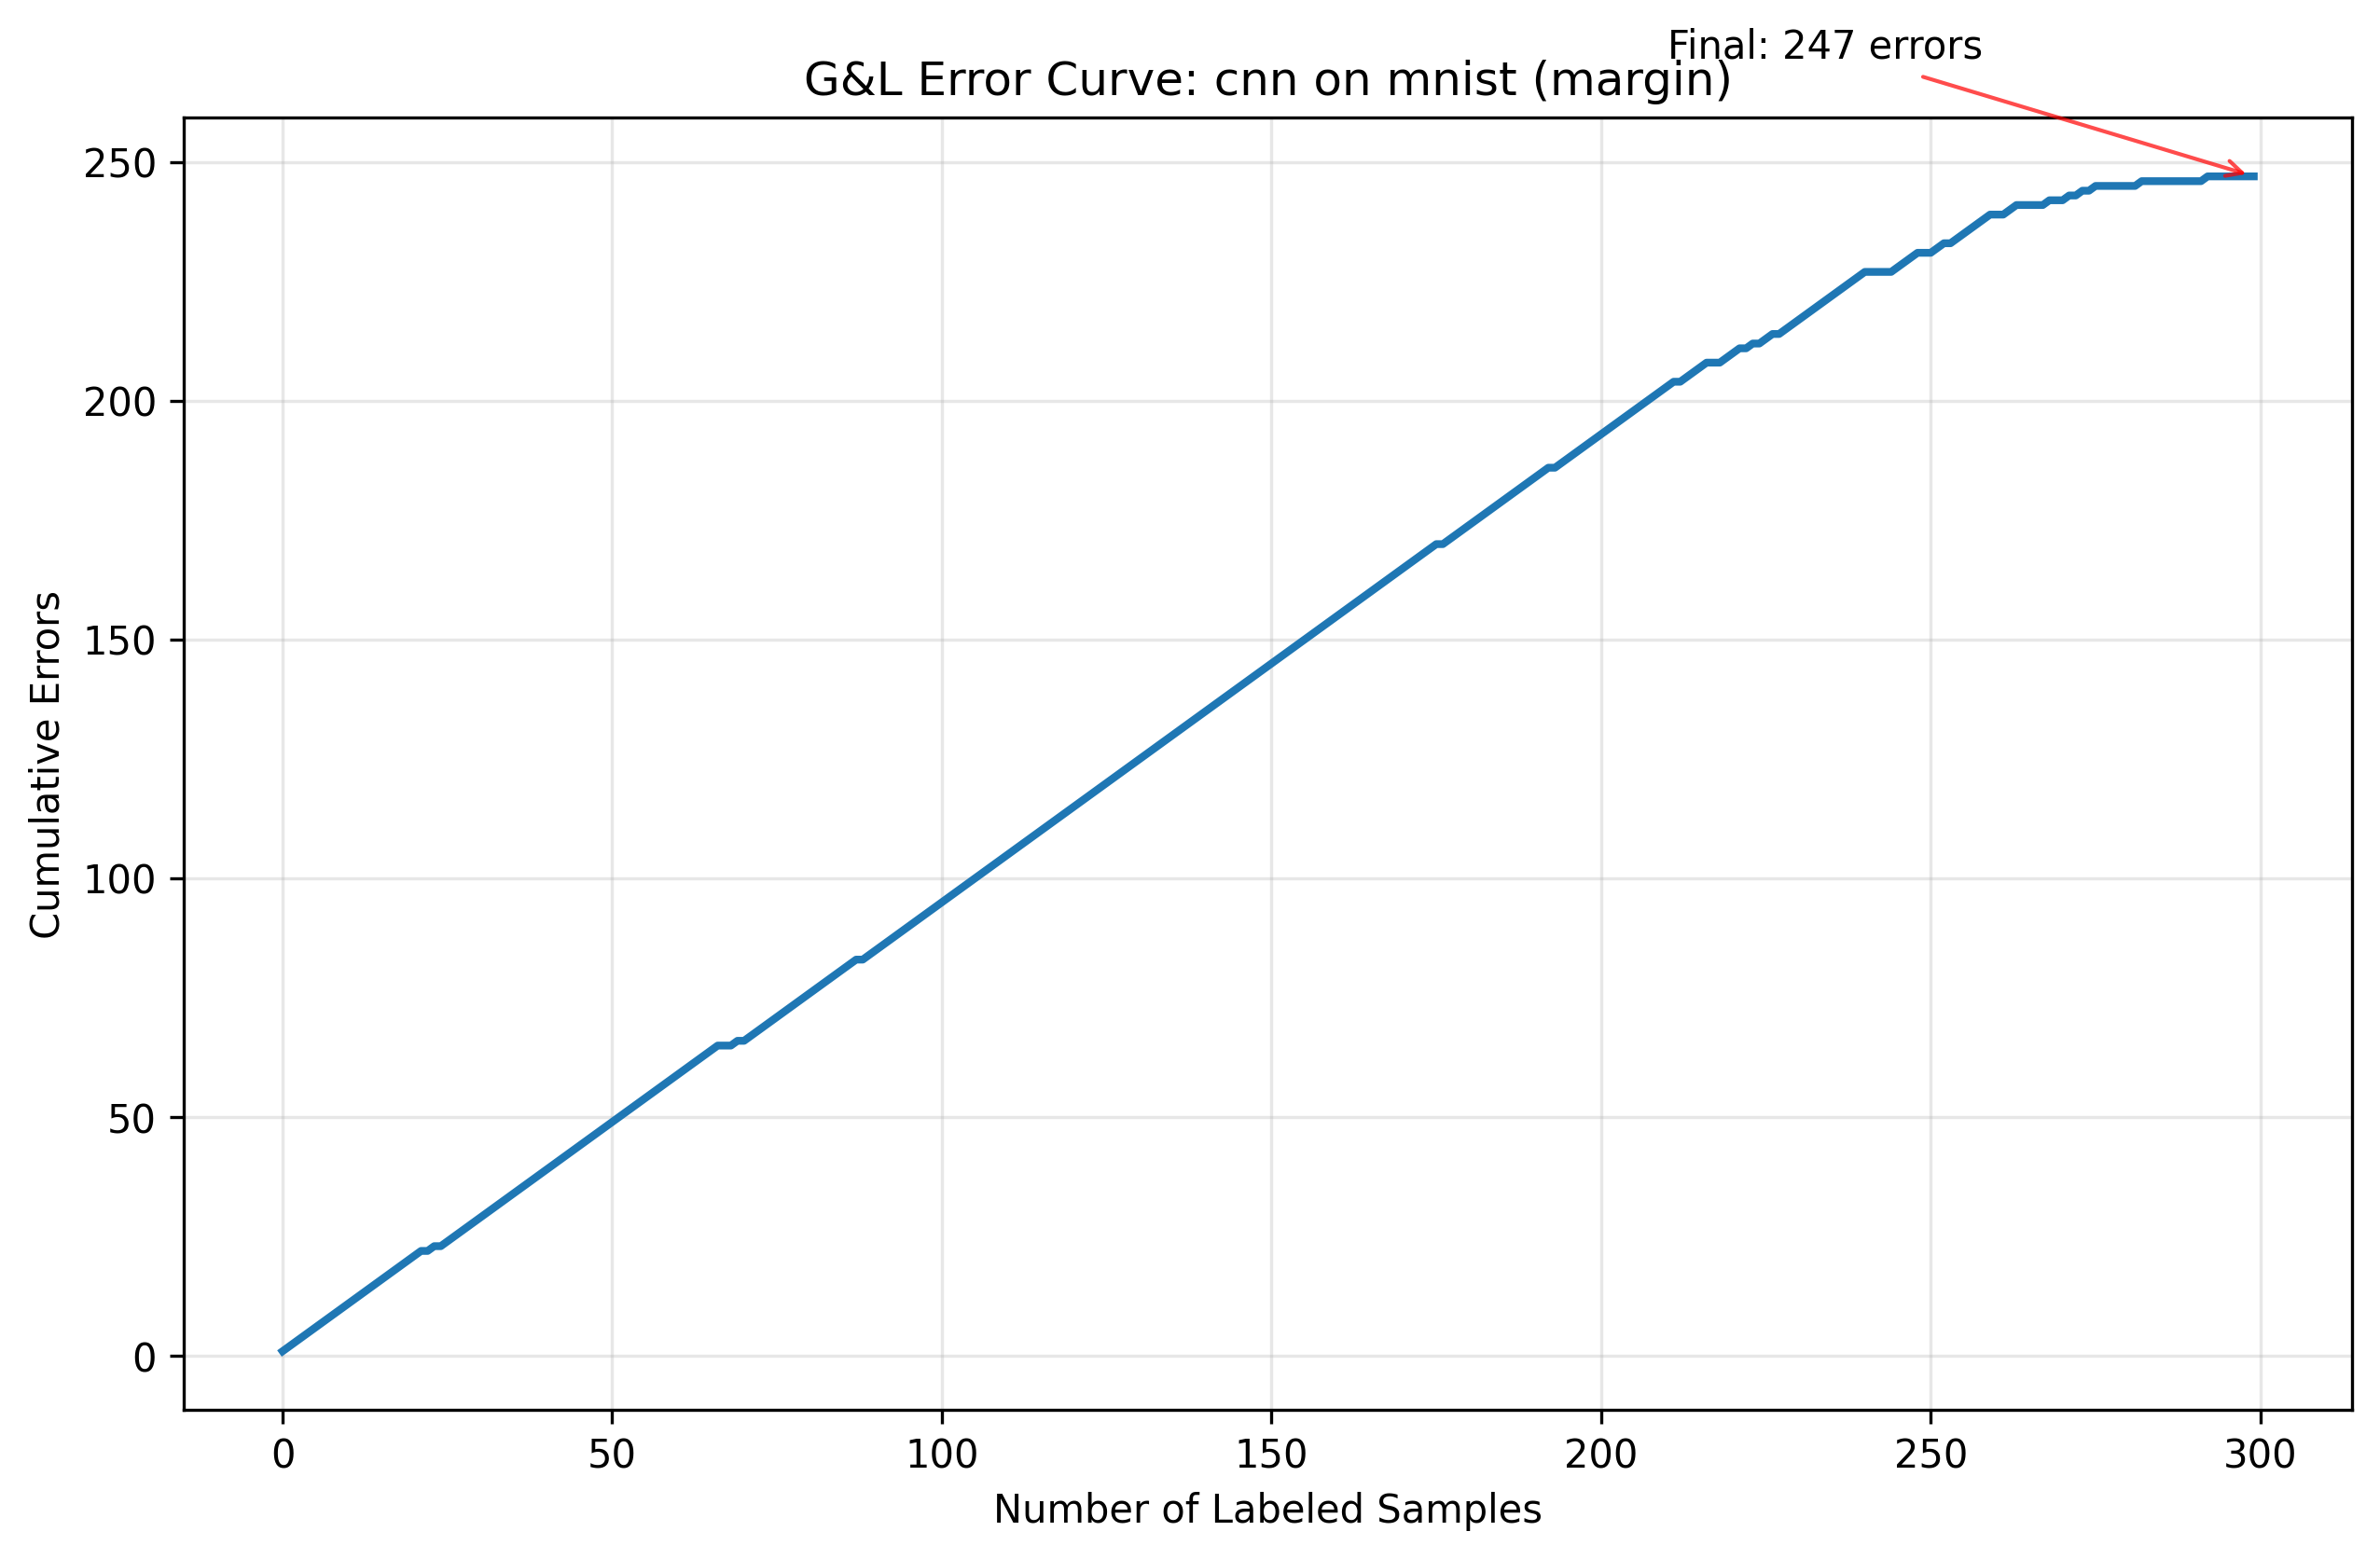 Final: 247 errors
G&L Error Curve: cnn on mnist (margin)
250
200
150
100
50
0
Cumulative Errors
0 50 100 150 200 250 300
Number of Labeled Samples